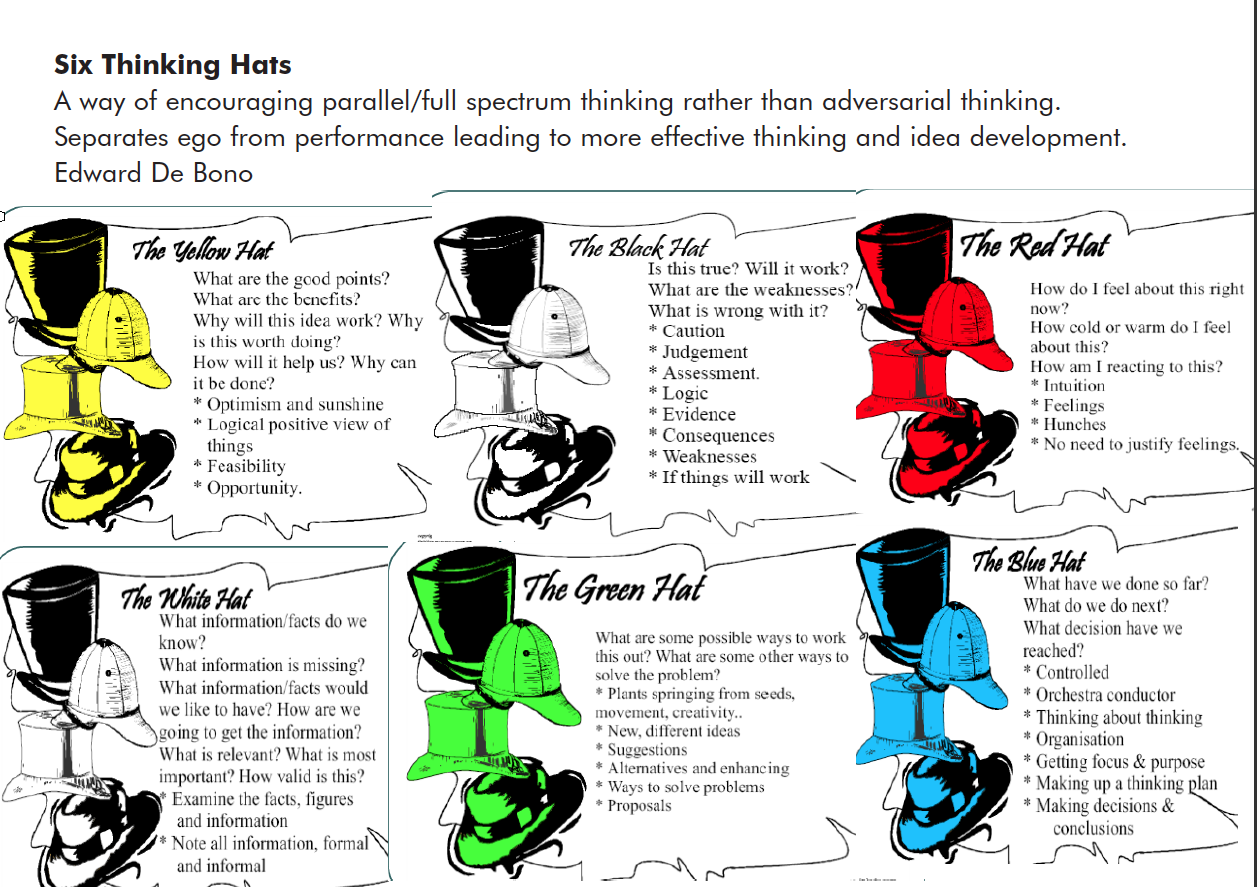 Six Thinking Hats
A way of encouraging parallel/full spectrum thinking rather than adversarial thinking.
Separates ego from performance leading to more effective thinking and idea development.
Edward De Bono
The Yellow Hat
What are the good points?
What are the benefits?
Why will this idea work? Why
is this worth doing?
How will it help us? Why can
it be done?
* Optimism and sunshine
* Logical positive view of
things
* Feasibility
* Opportunity.
The Black Hat
Is this true? Will it work?
What are the weaknesses?
What is wrong with it?
* Caution
* Judgement
* Assessment.
* Logic
* Evidence
* Consequences
* Weaknesses
* If things will work
The Red Hat
How do I feel about this right
now?
How cold or warm do I feel
about this?
How am I reacting to this?
* Intuition
* Feelings
* Hunches
* No need to justify feelings.
The White Hat
What information/facts do we
know?
What information is missing?
What information/facts would
we like to have? How are we
going to get the information?
What is relevant? What is most
important? How valid is this?
* Examine the facts, figures
and information
* Note all information, formal
and informal
The Green Hat
What are some possible ways to work
this out? What are some other ways to
solve the problem?
* Plants springing from seeds,
movement, creativity..
* New, different ideas
* Suggestions
* Alternatives and enhancing
* Ways to solve problems
* Proposals
The Blue Hat
What have we done so far?
What do we do next?
What decision have we
reached?
* Controlled
* Orchestra conductor
* Thinking about thinking
* Organisation
* Getting focus & purpose
* Making up a thinking plan
* Making decisions &
conclusions